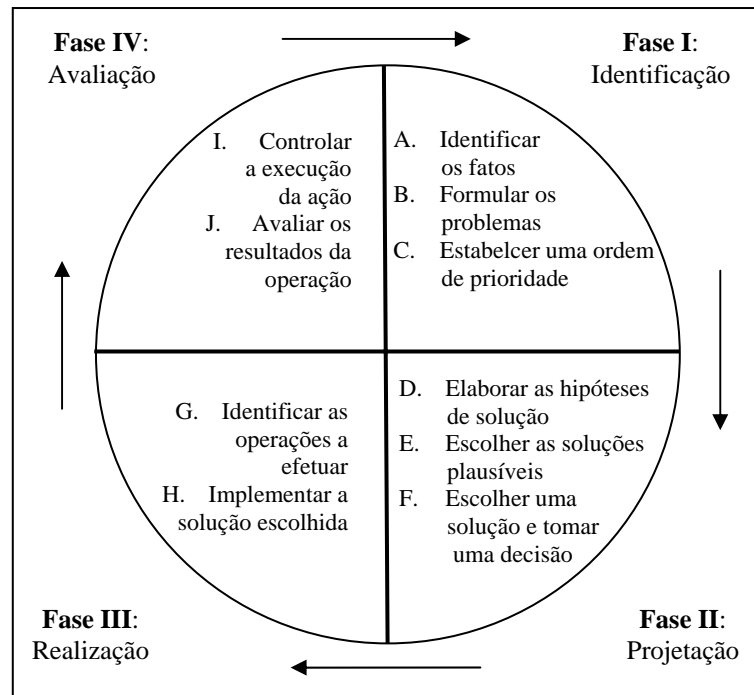 Fase IV:
Avaliação
Fase I:
Identificação
I. Controlar
a execução
da ação
J. Avaliar os
resultados da
operação
A. Identificar
os fatos
B. Formular os
problemas
C. Estabelcer uma ordem
de prioridade
G. Identificar as
operações a
efetuar
H. Implementar a
solução escolhida
D. Elaborar as hipóteses
de solução
E. Escolher as soluções
plausíveis
F. Escolher uma
solução e tomar
uma decisão
Fase III:
Realização
Fase II:
Projetação